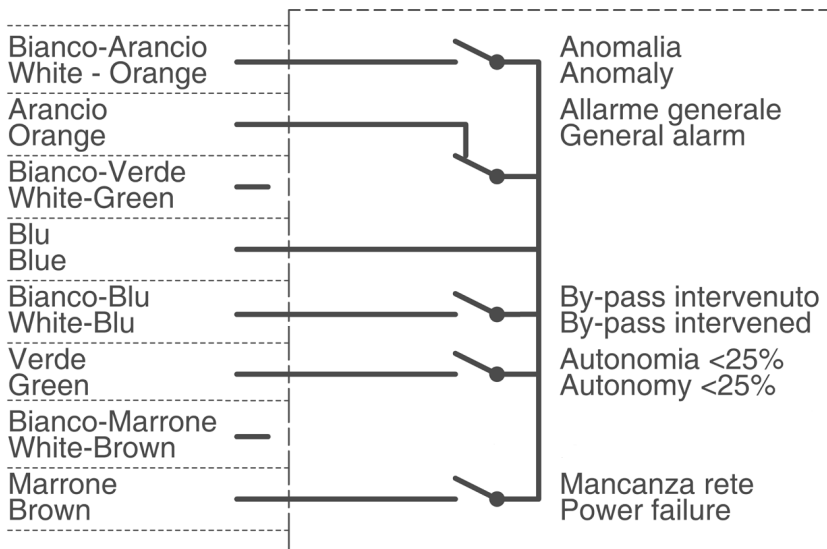 Bianco-Arancio
White - Orange
Anomalia
Anomaly
Arancio
Orange
Allarme generale
General alarm
Bianco-Verde
White-Green
Blu
Blue
Bianco-Blu
White-Blu
By-pass intervenuto
By-pass intervened
Verde
Green
Autonomia <25%
Autonomy <25%
Bianco-Marrone
White-Brown
Marrone
Brown
Mancanza rete
Power failure